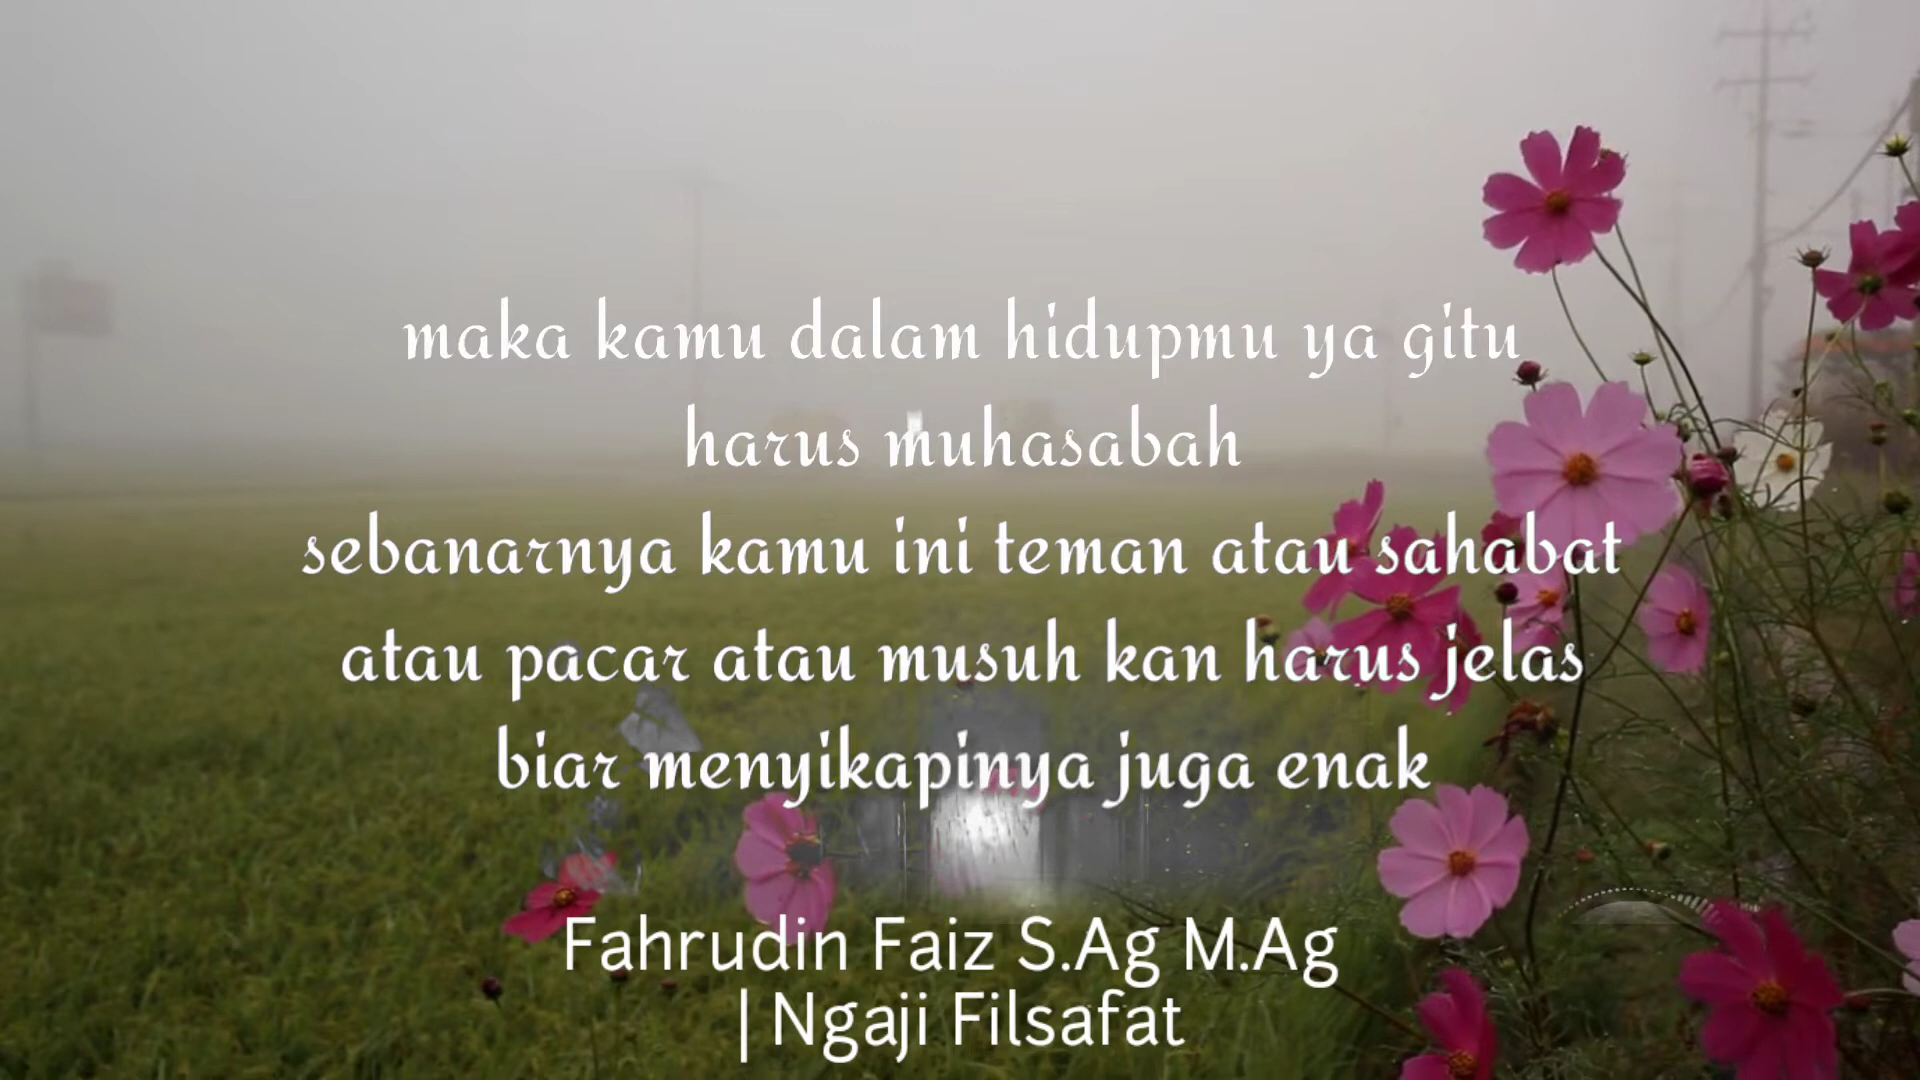 maka kamu dalam hidupmu ya gitu
harus muhasabah
sebanarnya kamu ini teman atau sahabat
atau pacar atau musuh kan harus jelas
biar menyikapinya juga enak
Fahrudin Faiz S.Ag M.Ag
| Ngaji Filsafat